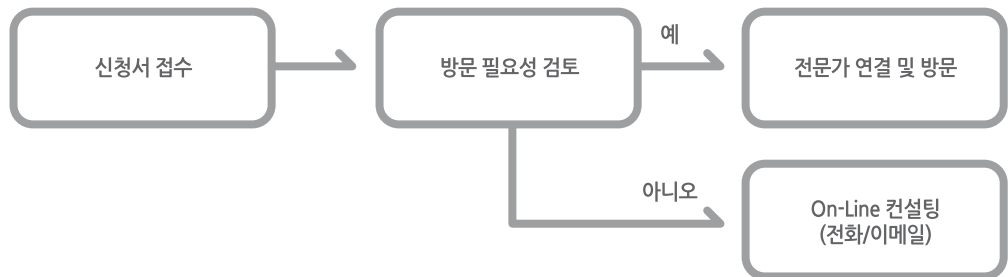 신청서 접수
방문 필요성 검토
예
전문가 연결 및 방문
아니오
On-Line 컨설팅
(전화/이메일)